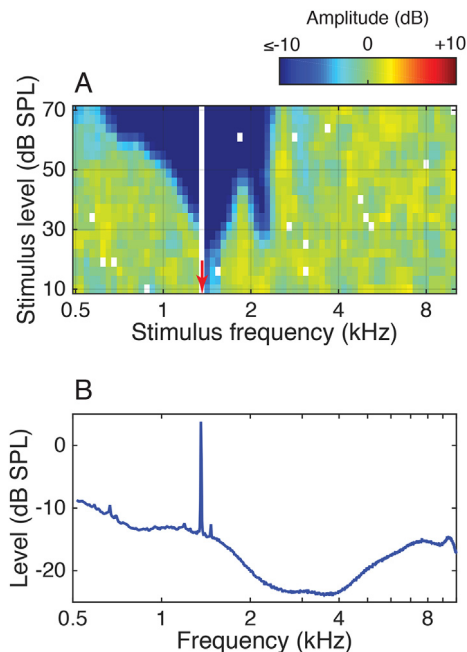 Amplitude (dB)
≤-10 0 +10
A
Stimulus level (dB SPL)
70
50
30
10
0.5 1 2 4 8
Stimulus frequency (kHz)
B
Level (dB SPL)
0
-10
-20
0.5 1 2 4 8
Frequency (kHz)